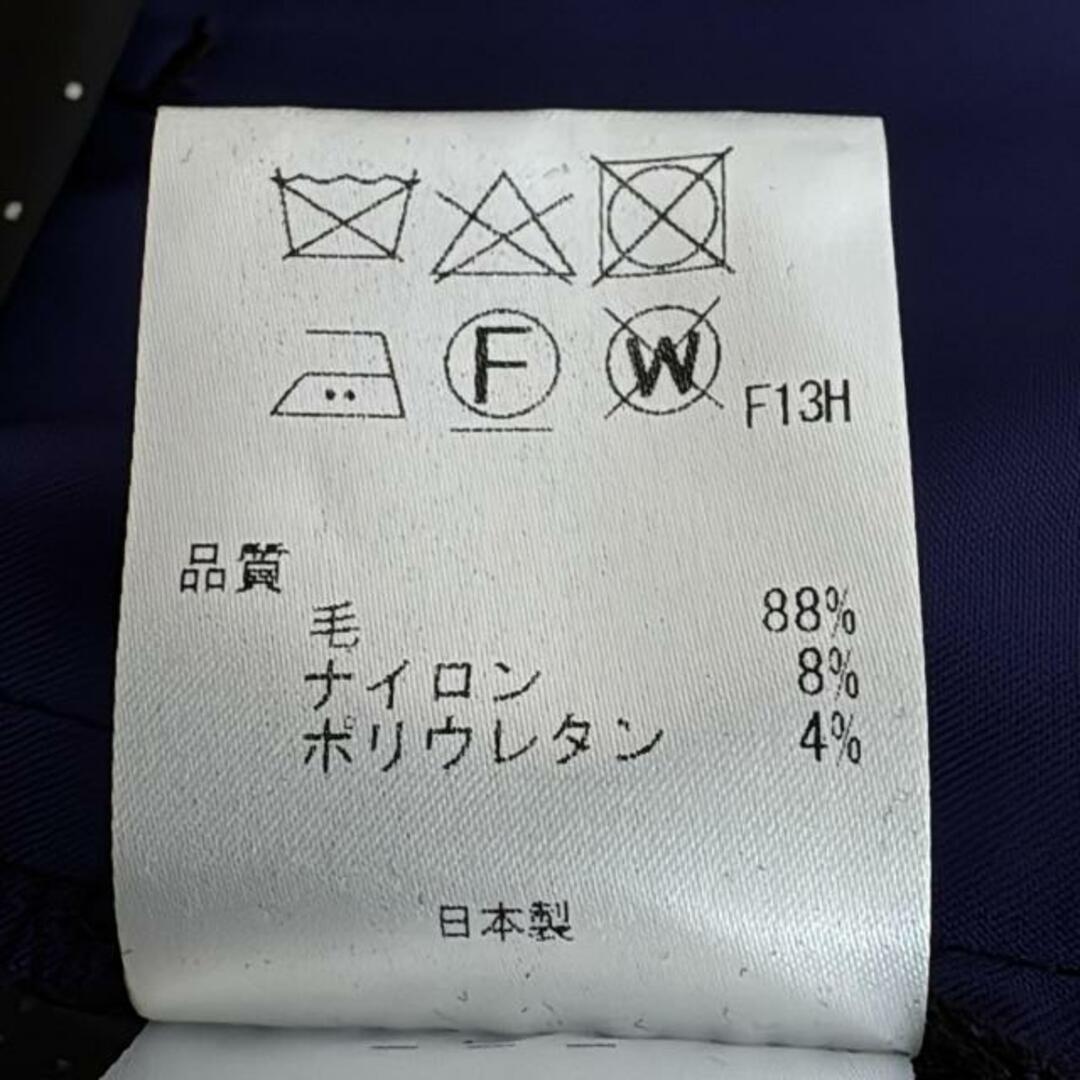 F W F13H
品質
毛 88%
ナイロン 8%
ポリウレタン 4%
日本製